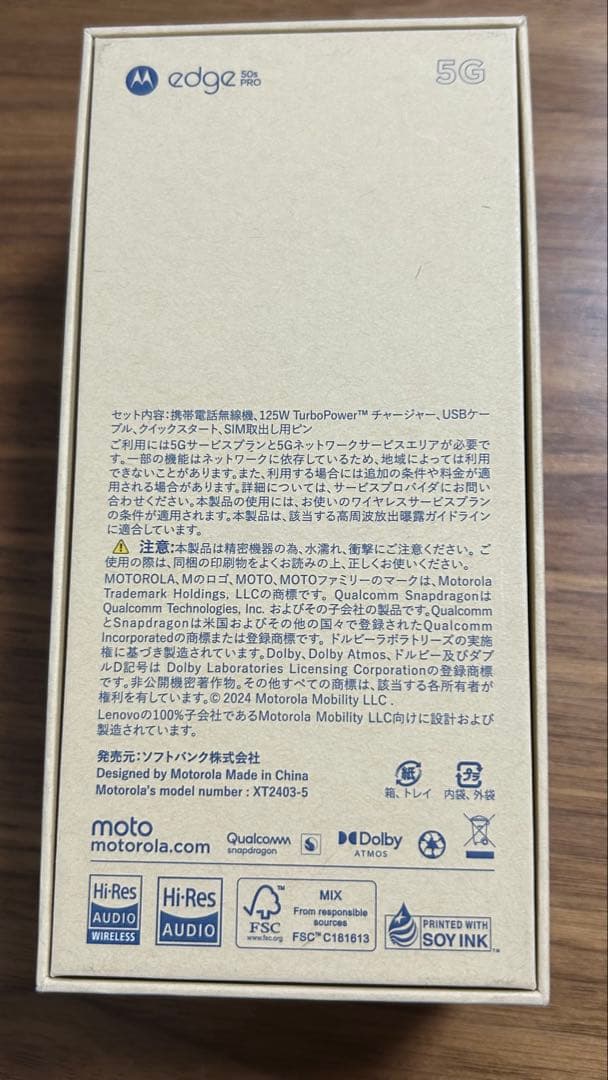 edge 50s PRO
5G
セット内容:携帯電話無線機、125W TurboPower™ チャージャー、USBケー
ブル、クイックスタート、SIM取出し用ピン
ご利用には5Gサービスプランと5Gネットワークサービスエリアが必要で
す。一部の機能はネットワークに依存しているため、地域によっては利用
できないことがあります。また、利用する場合には追加の条件や料金が適
用される場合があります。詳細については、サービスプロバイダにお問い
合わせください。本製品の使用には、お使いのワイヤレスサービスプラン
の条件が適用されます。本製品は、該当する高周波放出曝露ガイドライン
に適合しています。
注意:本製品は精密機器の為、水濡れ、衝撃にご注意ください。ご
使用の際は、同梱の印刷物をよくお読みの上、正しくお使いください。
MOTOROLA、Mのロゴ、MOTO、MOTOファミリーのマークは、Motorola
Trademark Holdings, LLCの商標です。 Qualcomm Snapdragonは
Qualcomm Technologies, Inc. およびその子会社の製品です。Qualcomm
とSnapdragonは米国およびその他の国々で登録されたQualcomm
Incorporatedの商標または登録商標です。ドルビーラボラトリーズの実施
権に基づき製造されています。Dolby、Dolby Atmos、ドルビー及びダブ
ルD記号は Dolby Laboratories Licensing Corporationの登録商標
です。非公開機密著作物。その他すべての商標は、該当する各所有者が
権利を有しています。© 2024 Motorola Mobility LLC .
Lenovoの100%子会社であるMotorola Mobility LLC向けに設計および
製造されています。
発売元:ソフトバンク株式会社
Designed by Motorola Made in China
Motorola's model number : XT2403-5
紙
箱、トレイ
プラ
内袋、外袋
moto
motorola.com
Qualcomm
snapdragon
Dolby
ATMOS
Hi-Res
AUDIO
WIRELESS
Hi-Res
AUDIO
FSC
www.fsc.org
MIX
From responsible
sources
FSC™ C181613
PRINTED WITH
SOY INK™